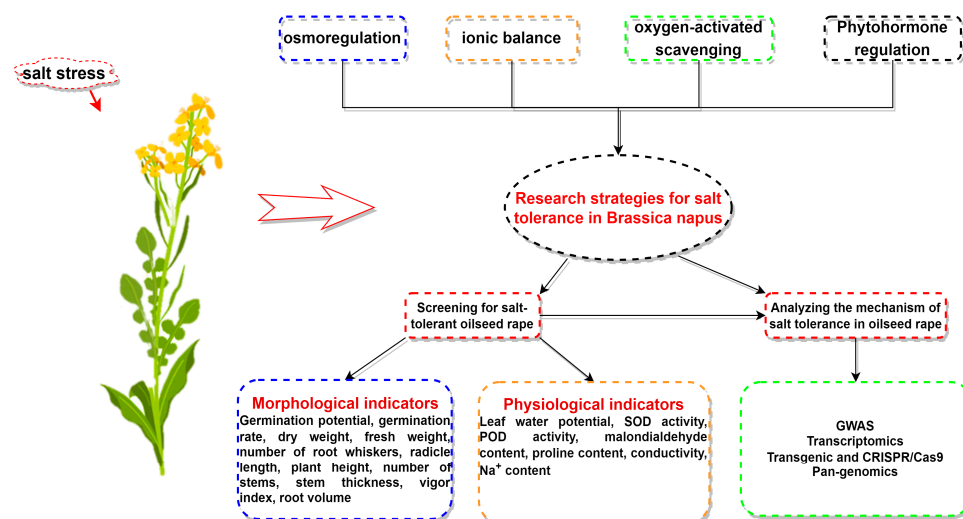 osmoregulation
ionic balance
oxygen-activated
scavenging
Phytohormone
regulation
salt stress
Research strategies for salt
tolerance in Brassica napus
Screening for salt-
tolerant oilseed rape
Analyzing the mechanism of
salt tolerance in oilseed rape
Morphological indicators
Germination potential, germination
rate, dry weight, fresh weight,
number of root whiskers, radicle
length, plant height, number of
stems, stem thickness, vigor
index, root volume
Physiological indicators
Leaf water potential, SOD activity,
POD activity, malondialdehyde
content, proline content, conductivity,
Na⁺ content
GWAS
Transcriptomics
Transgenic and CRISPR/Cas9
Pan-genomics